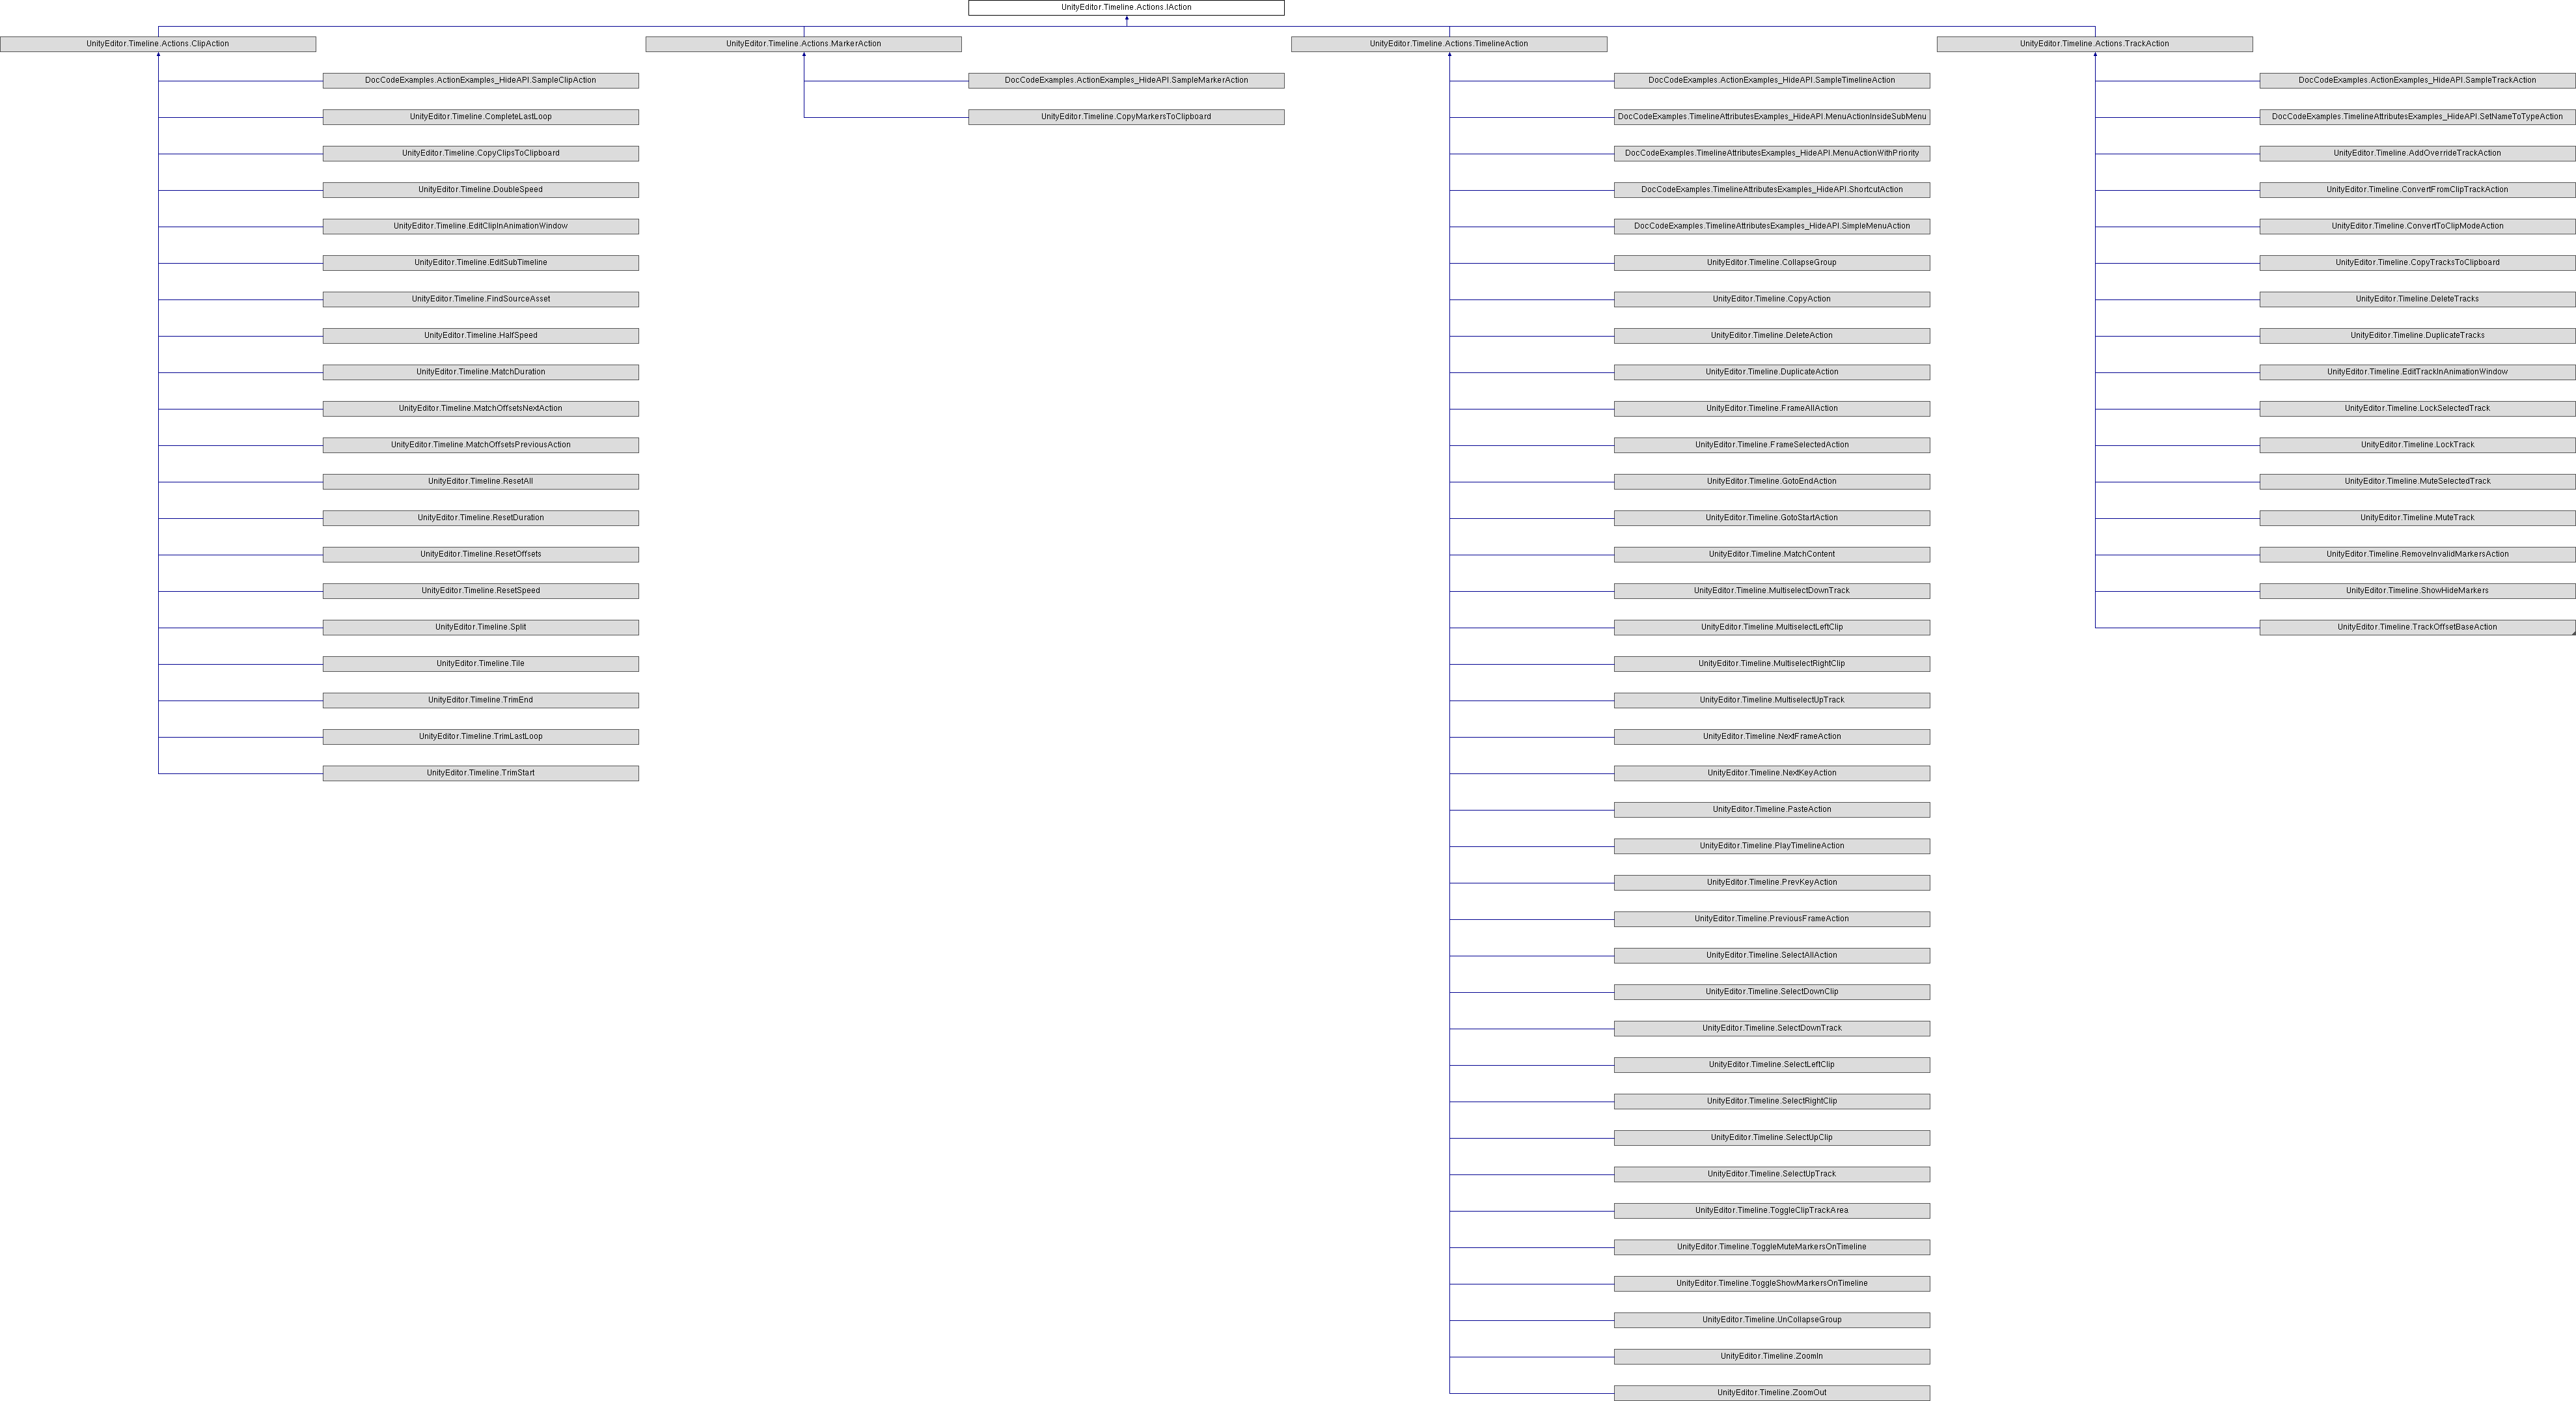 UnityEditor.Timeline.Actions.IAction
UnityEditor.Timeline.Actions.ClipAction
UnityEditor.Timeline.Actions.MarkerAction
UnityEditor.Timeline.Actions.TimelineAction
UnityEditor.Timeline.Actions.TrackAction
DocCodeExamples.ActionExamples_HideAPI.SampleClipAction
UnityEditor.Timeline.CompleteLastLoop
UnityEditor.Timeline.CopyClipsToClipboard
UnityEditor.Timeline.DoubleSpeed
UnityEditor.Timeline.EditClipInAnimationWindow
UnityEditor.Timeline.EditSubTimeline
UnityEditor.Timeline.FindSourceAsset
UnityEditor.Timeline.HalfSpeed
UnityEditor.Timeline.MatchDuration
UnityEditor.Timeline.MatchOffsetsNextAction
UnityEditor.Timeline.MatchOffsetsPreviousAction
UnityEditor.Timeline.ResetAll
UnityEditor.Timeline.ResetDuration
UnityEditor.Timeline.ResetOffsets
UnityEditor.Timeline.ResetSpeed
UnityEditor.Timeline.Split
UnityEditor.Timeline.Tile
UnityEditor.Timeline.TrimEnd
UnityEditor.Timeline.TrimLastLoop
UnityEditor.Timeline.TrimStart
DocCodeExamples.ActionExamples_HideAPI.SampleMarkerAction
UnityEditor.Timeline.CopyMarkersToClipboard
DocCodeExamples.ActionExamples_HideAPI.SampleTimelineAction
DocCodeExamples.TimelineAttributesExamples_HideAPI.MenuActionInsideSubMenu
DocCodeExamples.TimelineAttributesExamples_HideAPI.MenuActionWithPriority
DocCodeExamples.TimelineAttributesExamples_HideAPI.ShortcutAction
DocCodeExamples.TimelineAttributesExamples_HideAPI.SimpleMenuAction
UnityEditor.Timeline.CollapseGroup
UnityEditor.Timeline.CopyAction
UnityEditor.Timeline.DeleteAction
UnityEditor.Timeline.DuplicateAction
UnityEditor.Timeline.FrameAllAction
UnityEditor.Timeline.FrameSelectedAction
UnityEditor.Timeline.GotoEndAction
UnityEditor.Timeline.GotoStartAction
UnityEditor.Timeline.MatchContent
UnityEditor.Timeline.MultiselectDownTrack
UnityEditor.Timeline.MultiselectLeftClip
UnityEditor.Timeline.MultiselectRightClip
UnityEditor.Timeline.MultiselectUpTrack
UnityEditor.Timeline.NextFrameAction
UnityEditor.Timeline.NextKeyAction
UnityEditor.Timeline.PasteAction
UnityEditor.Timeline.PlayTimelineAction
UnityEditor.Timeline.PrevKeyAction
UnityEditor.Timeline.PreviousFrameAction
UnityEditor.Timeline.SelectAllAction
UnityEditor.Timeline.SelectDownClip
UnityEditor.Timeline.SelectDownTrack
UnityEditor.Timeline.SelectLeftClip
UnityEditor.Timeline.SelectRightClip
UnityEditor.Timeline.SelectUpClip
UnityEditor.Timeline.SelectUpTrack
UnityEditor.Timeline.ToggleClipTrackArea
UnityEditor.Timeline.ToggleMuteMarkersOnTimeline
UnityEditor.Timeline.ToggleShowMarkersOnTimeline
UnityEditor.Timeline.UnCollapseGroup
UnityEditor.Timeline.ZoomIn
UnityEditor.Timeline.ZoomOut
DocCodeExamples.ActionExamples_HideAPI.SampleTrackAction
DocCodeExamples.TimelineAttributesExamples_HideAPI.SetNameToTypeAction
UnityEditor.Timeline.AddOverrideTrackAction
UnityEditor.Timeline.ConvertFromClipTrackAction
UnityEditor.Timeline.ConvertToClipModeAction
UnityEditor.Timeline.CopyTracksToClipboard
UnityEditor.Timeline.DeleteTracks
UnityEditor.Timeline.DuplicateTracks
UnityEditor.Timeline.EditTrackInAnimationWindow
UnityEditor.Timeline.LockSelectedTrack
UnityEditor.Timeline.LockTrack
UnityEditor.Timeline.MuteSelectedTrack
UnityEditor.Timeline.MuteTrack
UnityEditor.Timeline.RemoveInvalidMarkersAction
UnityEditor.Timeline.ShowHideMarkers
UnityEditor.Timeline.TrackOffsetBaseAction